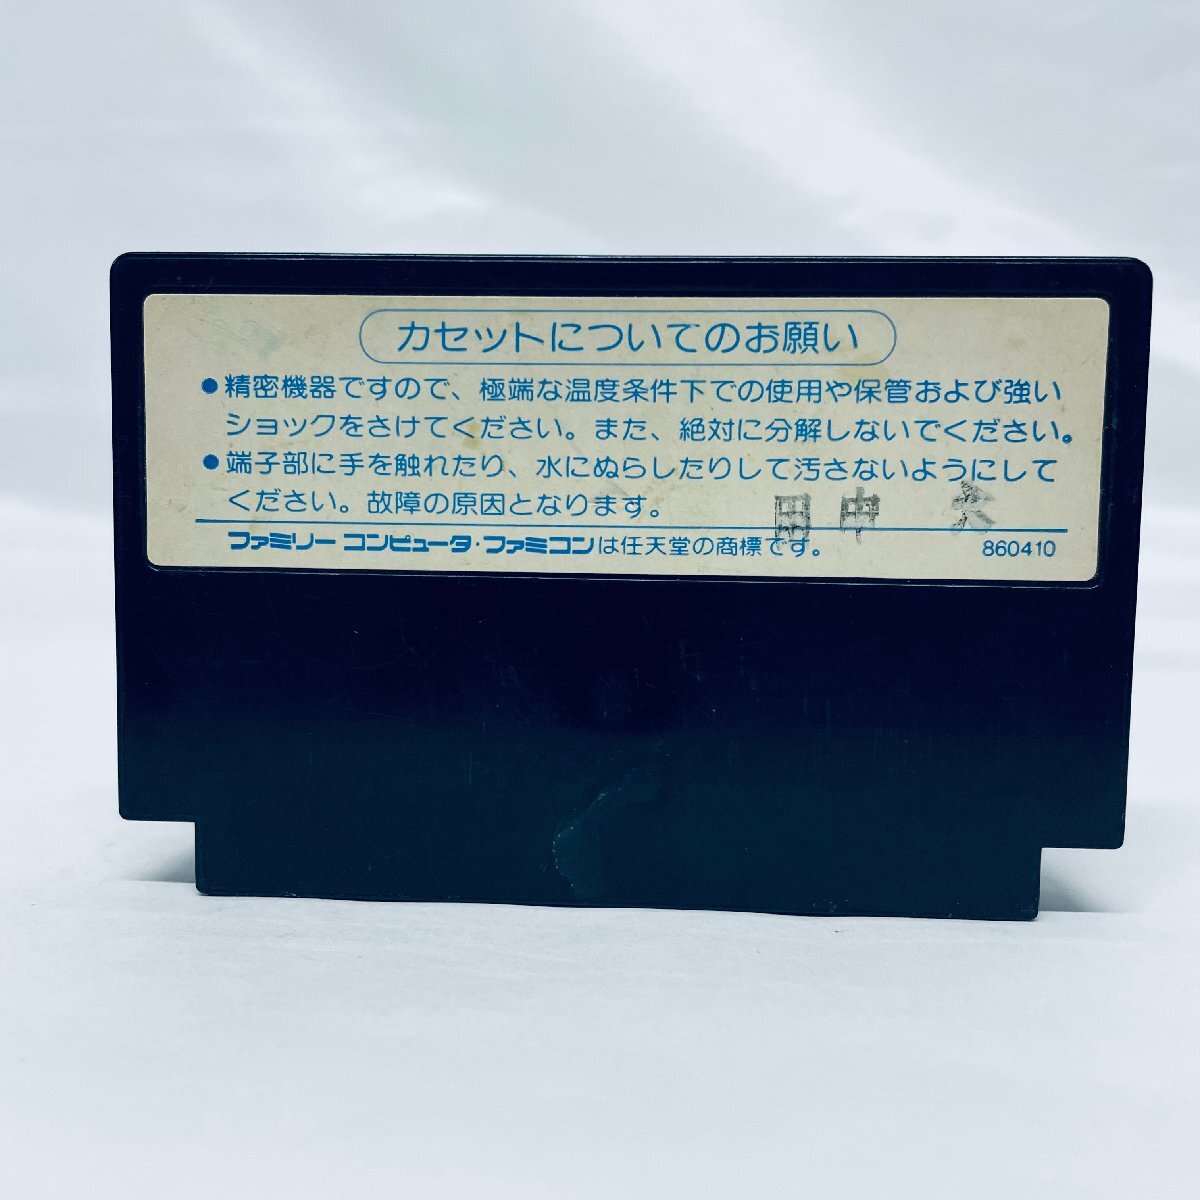 カセットについてのお願い
●精密機器ですので、極端な温度条件下での使用や保管および強い
ショックをさけてください。また、絶対に分解しないでください。
●端子部に手を触れたり、水にぬらしたりして汚さないようにして
ください。故障の原因となります。
田中
ファミリーコンピュータ・ファミコンは任天堂の商標です。 860410